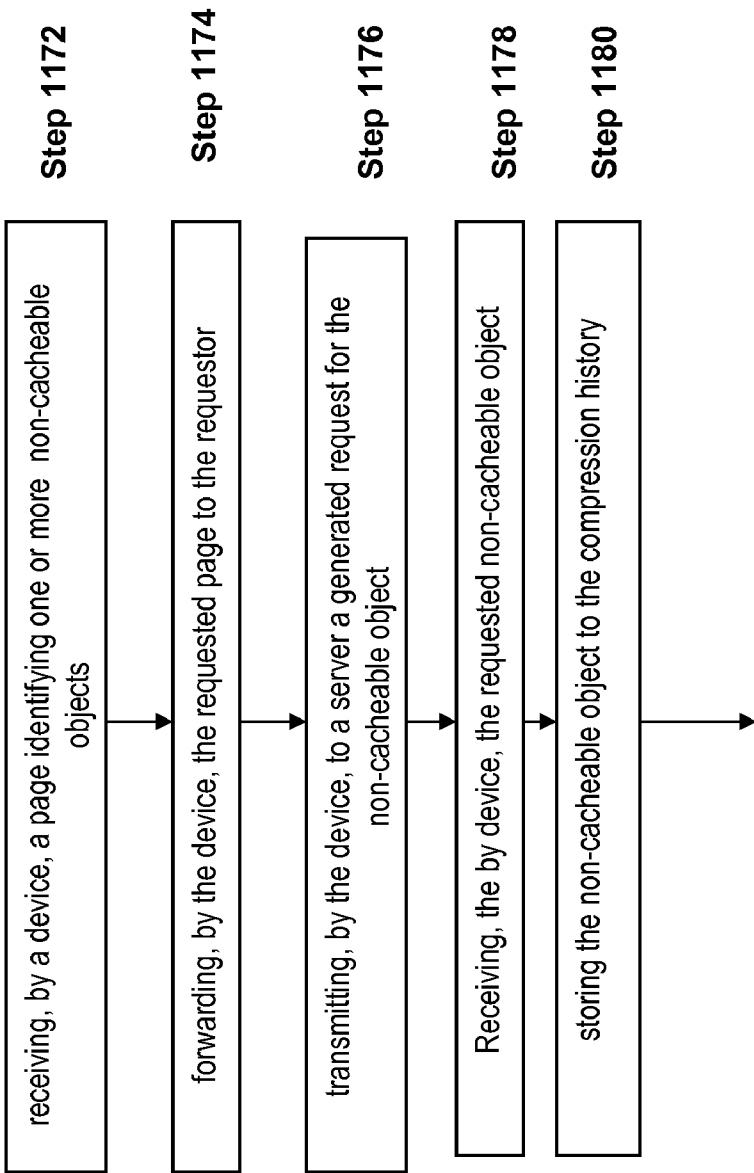 Step 1172
receiving, by a device, a page identifying one or more non-cacheable
objects
Step 1174
forwarding, by the device, the requested page to the requestor
Step 1176
transmitting, by the device, to a server a generated request for the
non-cacheable object
Step 1178
Receiving, the by device, the requested non-cacheable object
Step 1180
storing the non-cacheable object to the compression history